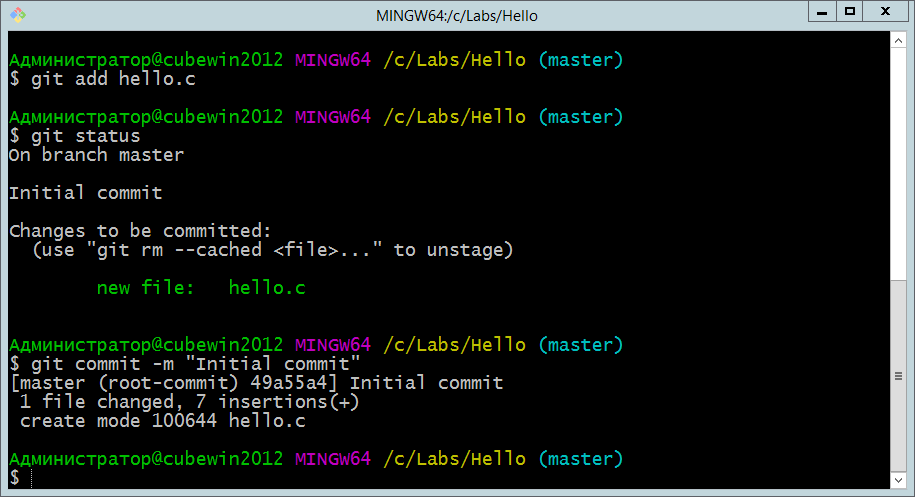 MINGW64:/c/Labs/Hello
Администратор@cubewin2012 MINGW64 /c/Labs/Hello (master)
$ git add hello.c
Администратор@cubewin2012 MINGW64 /c/Labs/Hello (master)
$ git status
On branch master
Initial commit
Changes to be committed:
  (use "git rm --cached <file>..." to unstage)
        new file:   hello.c
Администратор@cubewin2012 MINGW64 /c/Labs/Hello (master)
$ git commit -m "Initial commit"
[master (root-commit) 49a55a4] Initial commit
 1 file changed, 7 insertions(+)
 create mode 100644 hello.c
Администратор@cubewin2012 MINGW64 /c/Labs/Hello (master)
$